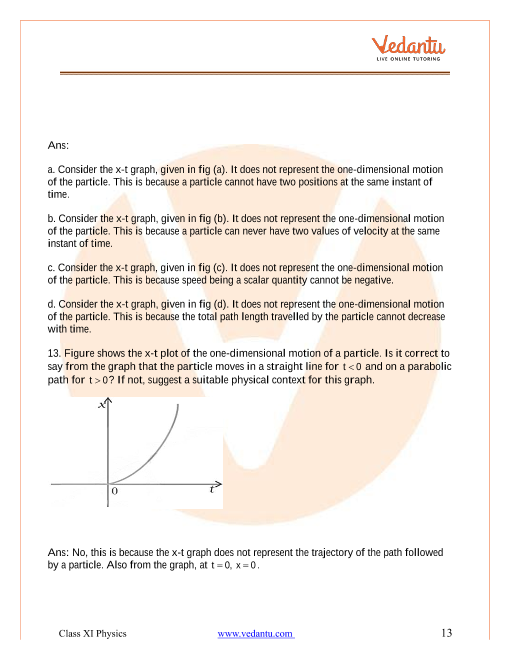 Vedantu
LIVE ONLINE TUTORING
Ans:
a. Consider the x-t graph, given in fig (a). It does not represent the one-dimensional motion
of the particle. This is because a particle cannot have two positions at the same instant of
time.
b. Consider the x-t graph, given in fig (b). It does not represent the one-dimensional motion
of the particle. This is because a particle can never have two values of velocity at the same
instant of time.
c. Consider the x-t graph, given in fig (c). It does not represent the one-dimensional motion
of the particle. This is because speed being a scalar quantity cannot be negative.
d. Consider the x-t graph, given in fig (d). It does not represent the one-dimensional motion
of the particle. This is because the total path length travelled by the particle cannot decrease
with time.
13. Figure shows the x-t plot of the one-dimensional motion of a particle. Is it correct to
say from the graph that the particle moves in a straight line for t < 0 and on a parabolic
path for t > 0? If not, suggest a suitable physical context for this graph.
x
0
t
Ans: No, this is because the x-t graph does not represent the trajectory of the path followed
by a particle. Also from the graph, at t = 0, x = 0.
Class XI Physics www.vedantu.com 13